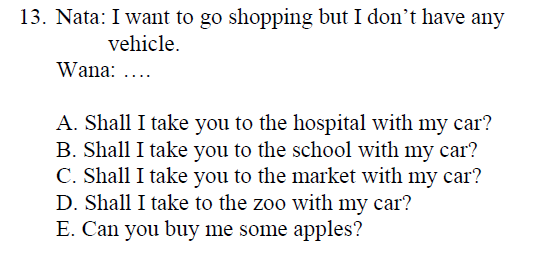 13. Nata: I want to go shopping but I don’t have any
vehicle.
Wana: ….
A. Shall I take you to the hospital with my car?
B. Shall I take you to the school with my car?
C. Shall I take you to the market with my car?
D. Shall I take to the zoo with my car?
E. Can you buy me some apples?